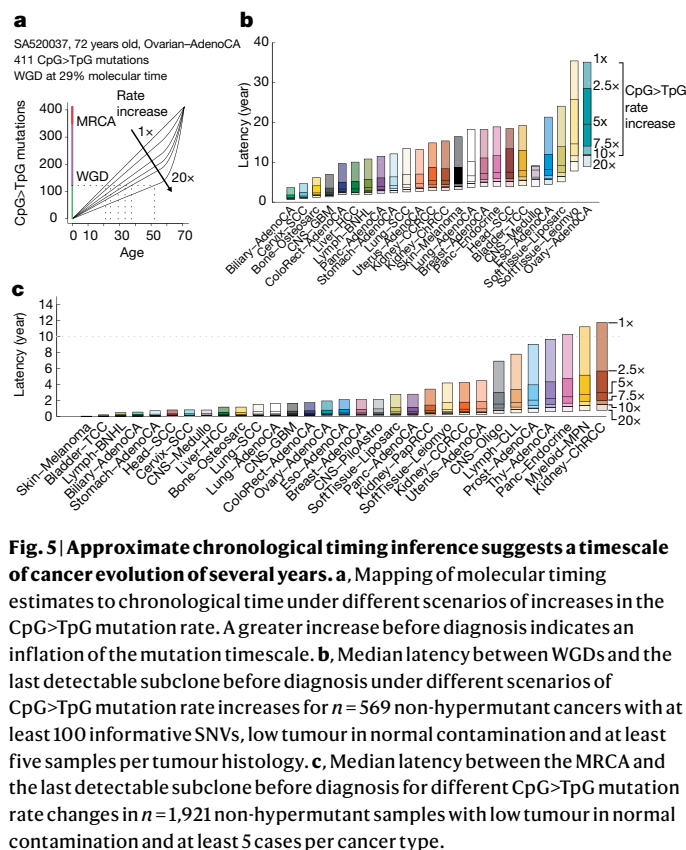 a
SA520037, 72 years old, Ovarian–AdenoCA
411 CpG>TpG mutations
WGD at 29% molecular time
CpG>TpG mutations
400
300
200
100
0
MRCA
WGD
Rate
increase
1×
20×
0 10 30 50 70
Age
b
Latency (year)
40
30
20
10
0
1×
2.5×
5×
7.5×
10×
20×
CpG>TpG
rate
increase
Biliary–AdenoCA
Cervix–SCC
Bone–Osteosarc
CNS–GBM
ColoRect–AdenoCA
Liver–HCC
Lymph–BNHL
Panc–AdenoCA
Stomach–AdenoCA
Lung–SCC
Uterus–AdenoCA
Kidney–CCRCC
Kidney–ChRCC
Skin–Melanoma
Lung–AdenoCA
Breast–AdenoCA
Panc–Endocrine
Head–SCC
Bladder–TCC
CNS–Medullo
Eso–AdenoCA
SoftTissue–Liposarc
SoftTissue–Leiomyo
Ovary–AdenoCA
c
Latency (year)
14
12
10
8
6
4
2
0
1×
2.5×
5×
7.5×
10×
20×
Skin–Melanoma
Bladder–TCC
Lymph–BNHL
Biliary–AdenoCA
Stomach–AdenoCA
Head–SCC
Cervix–SCC
CNS–Medullo
Liver–HCC
Bone–Osteosarc
Lung–SCC
Lung–AdenoCA
CNS–GBM
ColoRect–AdenoCA
Ovary–AdenoCA
Eso–AdenoCA
Breast–AdenoCA
CNS–PiloAstro
SoftTissue–Liposarc
Panc–AdenoCA
Kidney–PapRCC
SoftTissue–Leiomyo
Kidney–CCRCC
Uterus–AdenoCA
CNS–Oligo
Lymph–CLL
Prost–AdenoCA
Thy–AdenoCA
Panc–Endocrine
Myeloid–MPN
Kidney–ChRCC
Fig. 5 | Approximate chronological timing inference suggests a timescale
of cancer evolution of several years. a, Mapping of molecular timing
estimates to chronological time under different scenarios of increases in the
CpG>TpG mutation rate. A greater increase before diagnosis indicates an
inflation of the mutation timescale. b, Median latency between WGDs and the
last detectable subclone before diagnosis under different scenarios of
CpG>TpG mutation rate increases for n = 569 non-hypermutant cancers with at
least 100 informative SNVs, low tumour in normal contamination and at least
five samples per tumour histology. c, Median latency between the MRCA and
the last detectable subclone before diagnosis for different CpG>TpG mutation
rate changes in n = 1,921 non-hypermutant samples with low tumour in normal
contamination and at least 5 cases per cancer type.